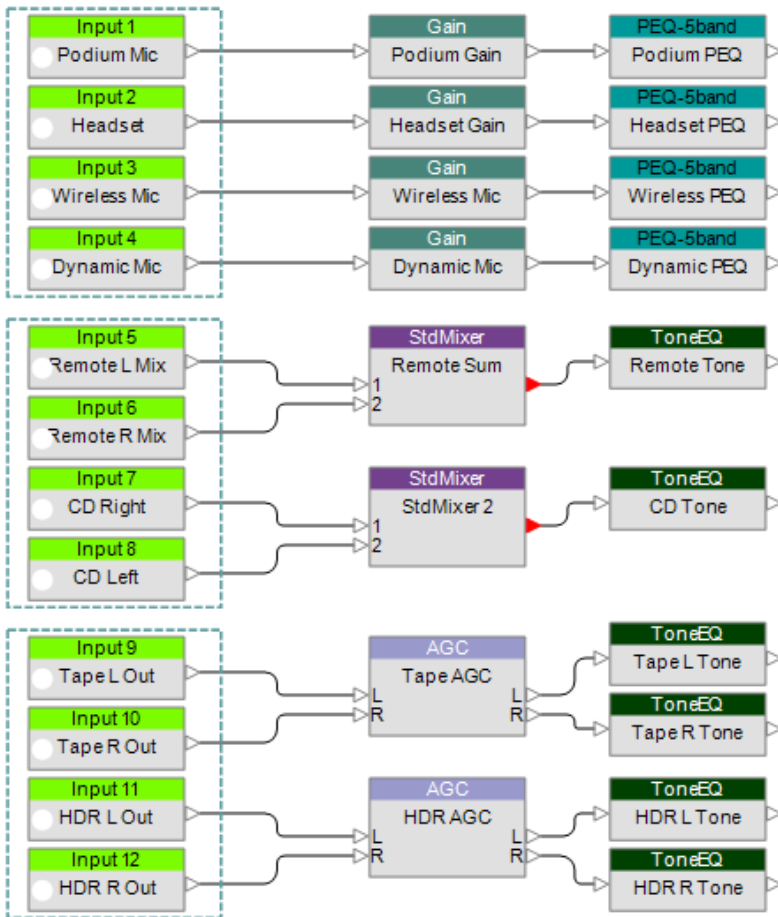 Input 1
Podium Mic
Gain
Podium Gain
PEQ-5band
Podium PEQ
Input 2
Headset
Gain
Headset Gain
PEQ-5band
Headset PEQ
Input 3
Wireless Mic
Gain
Wireless Mic
PEQ-5band
Wireless PEQ
Input 4
Dynamic Mic
Gain
Dynamic Mic
PEQ-5band
Dynamic PEQ
Input 5
Remote L Mix
Input 6
Remote R Mix
StdMixer
Remote Sum
1
2
ToneEQ
Remote Tone
Input 7
CD Right
Input 8
CD Left
StdMixer
StdMixer 2
1
2
ToneEQ
CD Tone
Input 9
Tape L Out
Input 10
Tape R Out
AGC
Tape AGC
L L
R R
ToneEQ
Tape L Tone
ToneEQ
Tape R Tone
Input 11
HDR L Out
Input 12
HDR R Out
AGC
HDR AGC
L L
R R
ToneEQ
HDR L Tone
ToneEQ
HDR R Tone